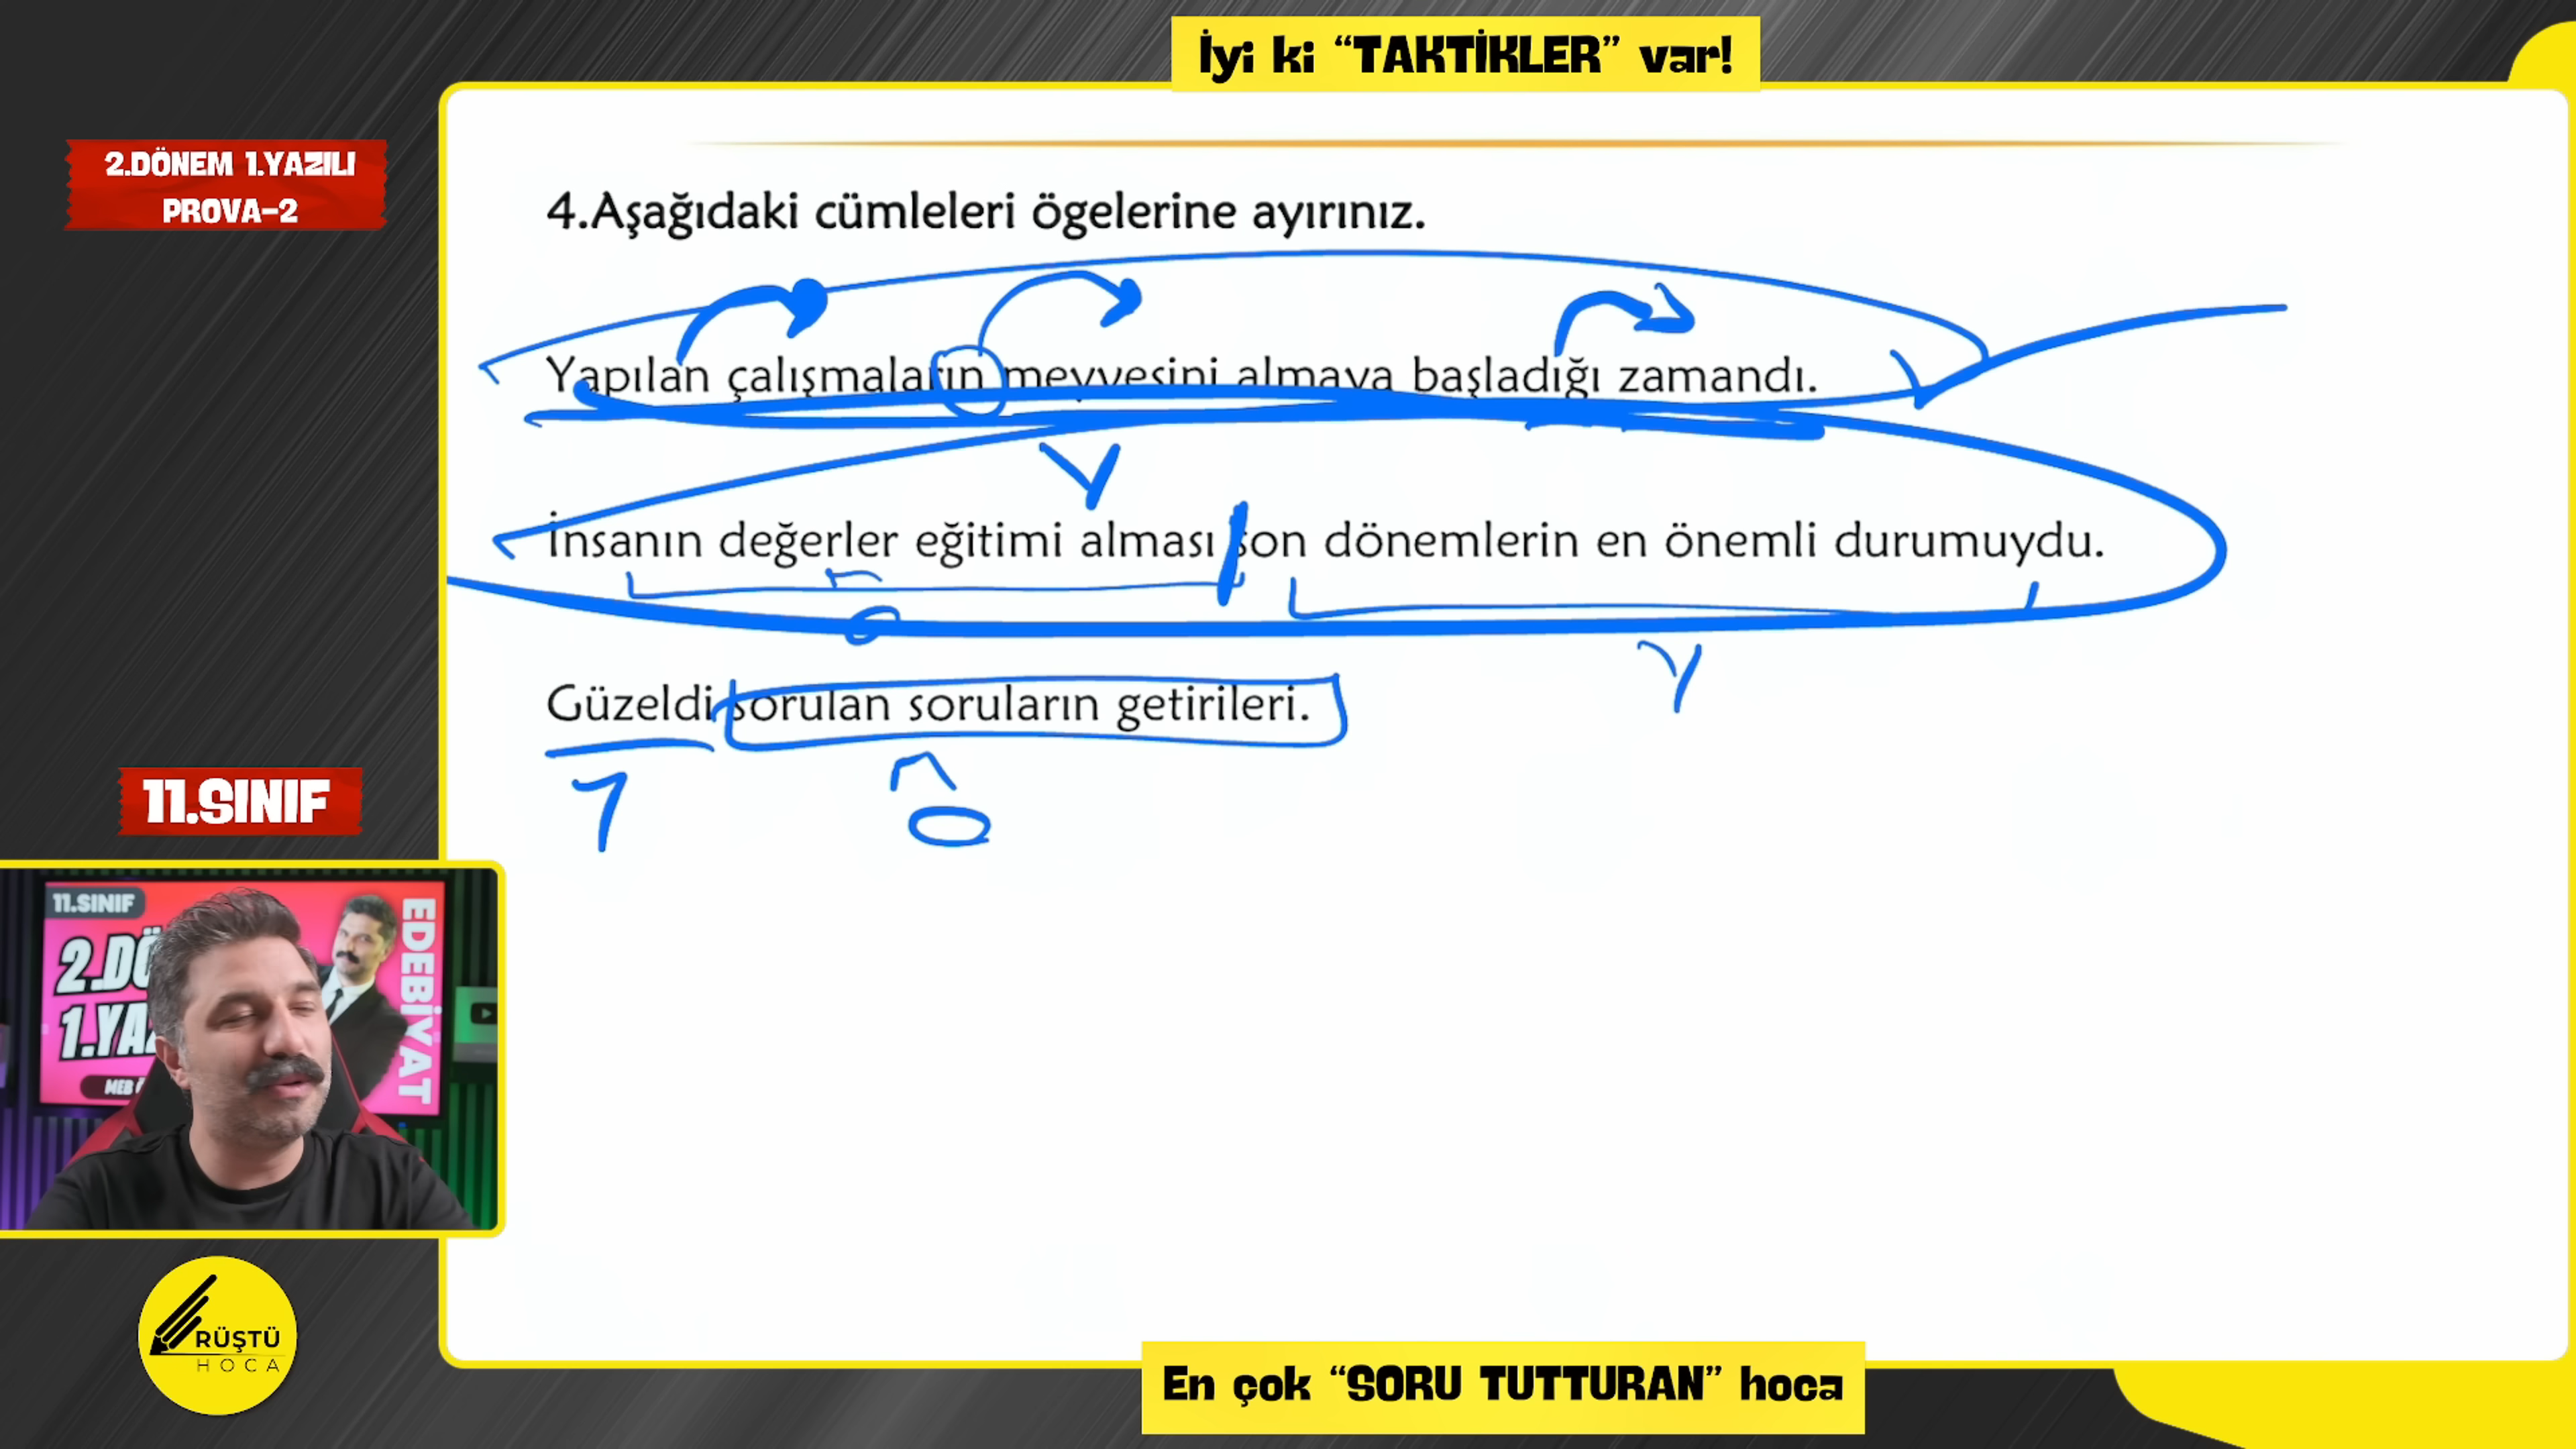 İyi ki “TAKTİKLER” var!
2.DÖNEM 1.YAZILI
PROVA-2
4.Aşağıdaki cümleleri ögelerine ayırınız.
Yapılan çalışmaların meyvesini almaya başladığı zamandı.
Y
İnsanın değerler eğitimi alması son dönemlerin en önemli durumuydu.
Ö
Y
Güzeldi sorulan soruların getirileri.
Y
Ö
11.SINIF
11.SINIF
2.DÖ
1.YA
MEB
EDEBİYAT
RÜŞTÜ
HOCA
En çok “SORU TUTTURAN” hoca